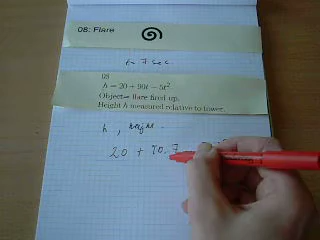 08: Flare
t = 7 sec.
08
h = 20 + 90t − 5t²
Object = flare fired up.
Height h measured relative to tower.
h, height.
20 + 90.7